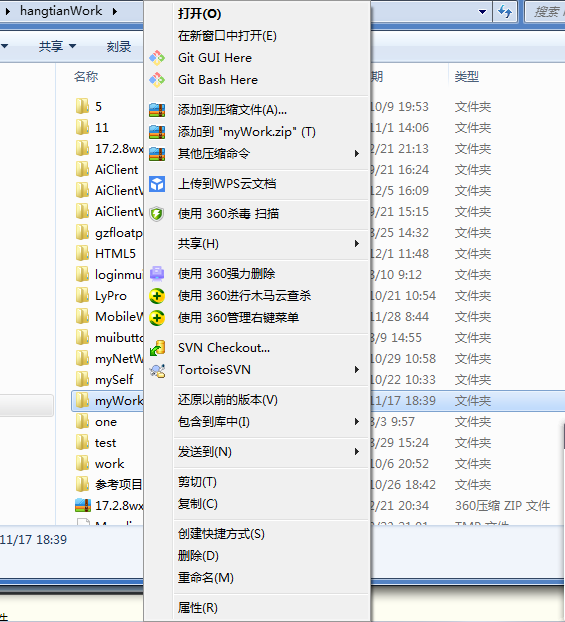 hangtianWork
搜索
共享
刻录
名称
期
类型
5
10/9 19:53
文件夹
11
11/1 14:06
文件夹
17.2.8wx
2/21 21:13
文件夹
AiClient
9/21 16:24
文件夹
AiClientV
12/5 16:09
文件夹
AiClientV
9/21 15:15
文件夹
gzfloatp
3/25 14:32
文件夹
HTML5
12/1 11:48
文件夹
loginmu
3/10 9:12
文件夹
LyPro
10/21 10:54
文件夹
MobileW
11/28 8:44
文件夹
muibutto
3/9 14:55
文件夹
myNetW
10/29 10:58
文件夹
mySelf
10/22 10:33
文件夹
myWork
11/17 18:39
文件夹
one
3/3 9:57
文件夹
test
3/29 15:24
文件夹
work
10/6 20:52
文件夹
参考项目
10/26 18:42
文件夹
17.2.8wx
2/21 20:34
360压缩 ZIP 文件
11/17 18:39
件
打开(O)
在新窗口中打开(E)
Git GUI Here
Git Bash Here
添加到压缩文件(A)...
添加到 "myWork.zip" (T)
其他压缩命令
上传到WPS云文档
使用 360杀毒 扫描
共享(H)
使用 360强力删除
使用 360进行木马云查杀
使用 360管理右键菜单
SVN Checkout...
TortoiseSVN
还原以前的版本(V)
包含到库中(I)
发送到(N)
剪切(T)
复制(C)
创建快捷方式(S)
删除(D)
重命名(M)
属性(R)